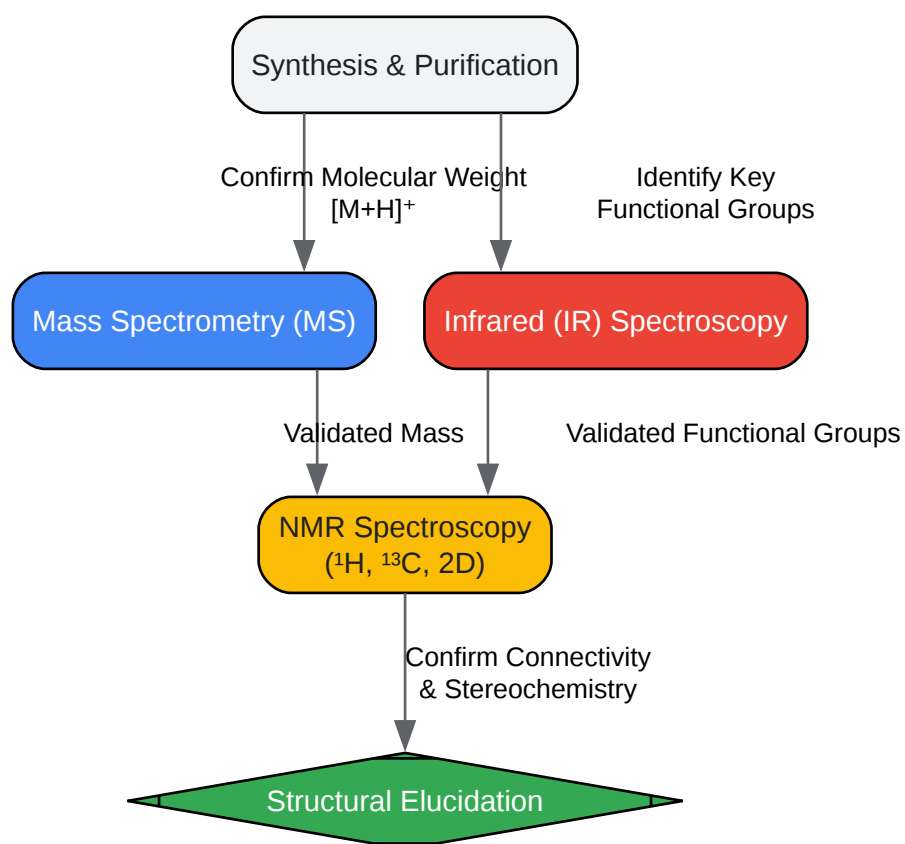 Synthesis & Purification
Confirm Molecular Weight
[M+H]⁺
Identify Key
Functional Groups
Mass Spectrometry (MS)
Infrared (IR) Spectroscopy
Validated Mass
Validated Functional Groups
NMR Spectroscopy
(¹H, ¹³C, 2D)
Confirm Connectivity
& Stereochemistry
Structural Elucidation